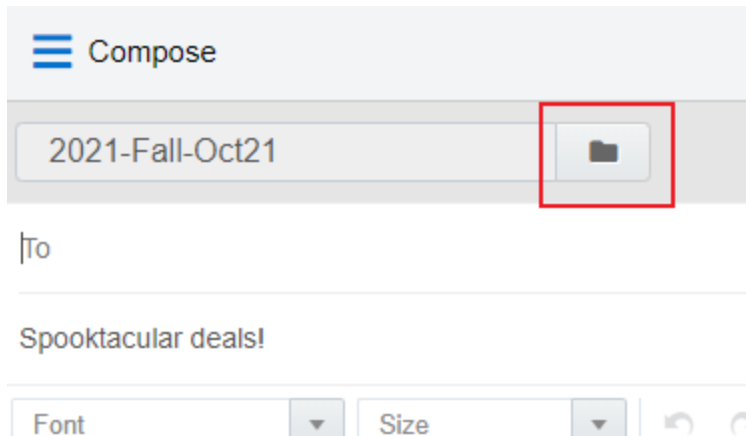 Compose
2021-Fall-Oct21
To
Spooktacular deals!
Font Size